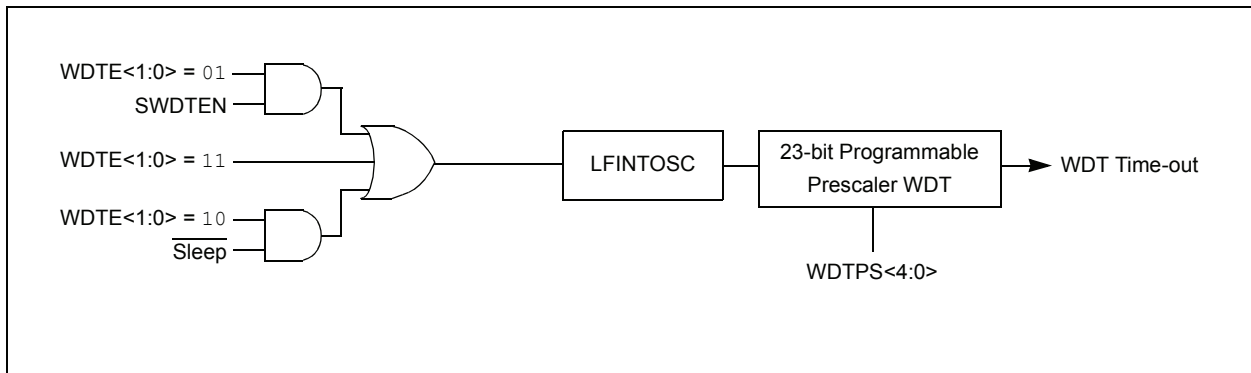 WDTE<1:0> = 01
SWDTEN
WDTE<1:0> = 11
WDTE<1:0> = 10
Sleep
LFINTOSC
23-bit Programmable
Prescaler WDT
WDT Time-out
WDTPS<4:0>